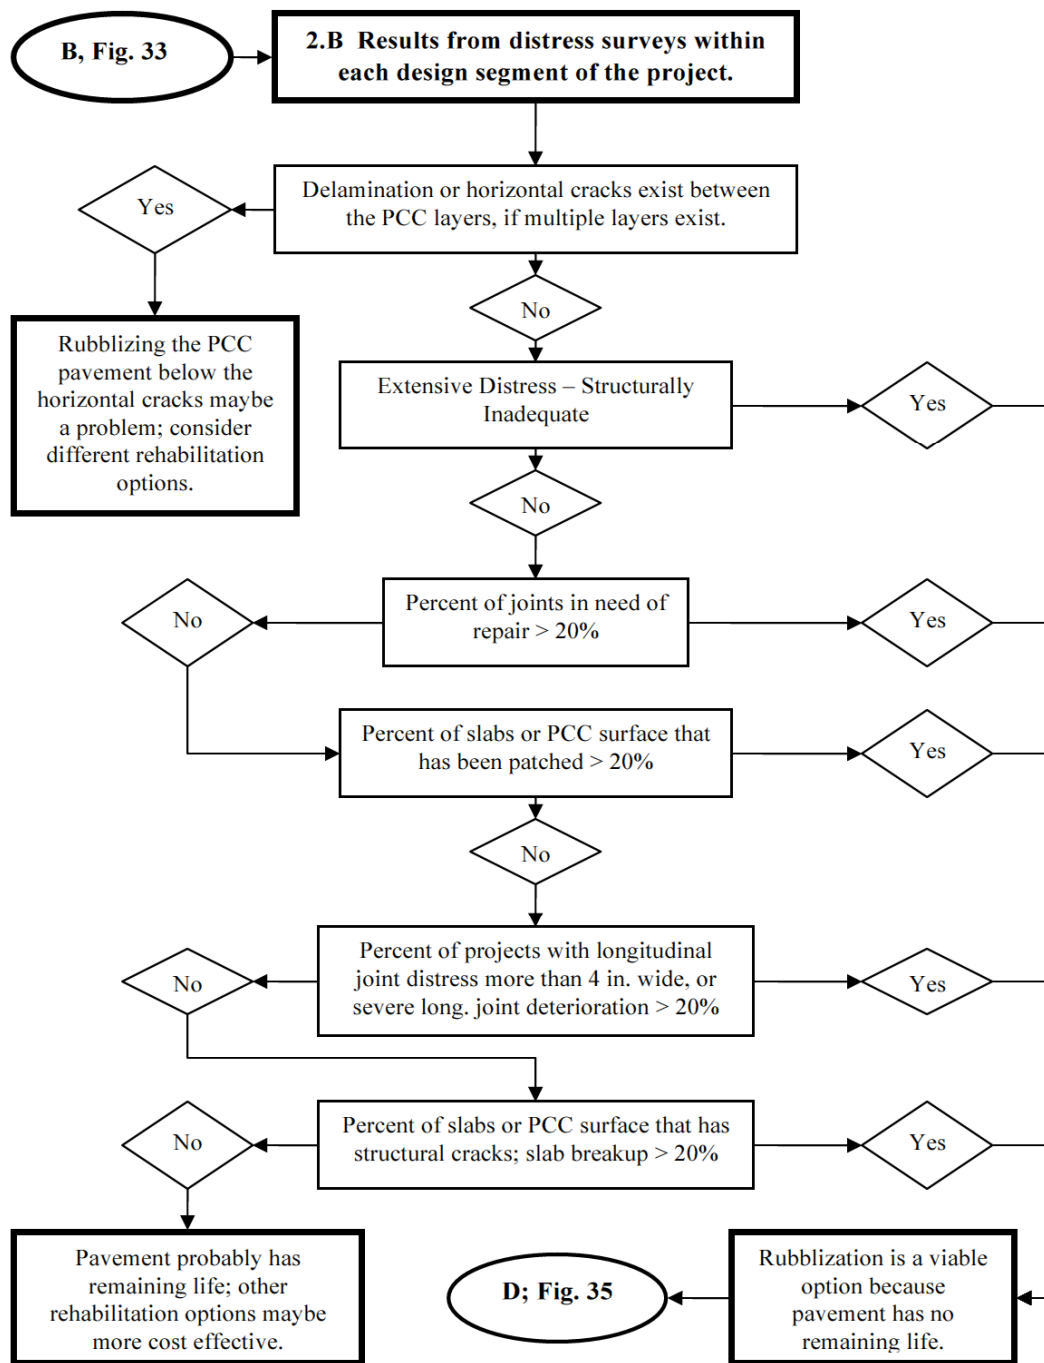 B, Fig. 33
2.B  Results from distress surveys within
each design segment of the project.
Delamination or horizontal cracks exist between
the PCC layers, if multiple layers exist.
Yes
No
Rubblizing the PCC
pavement below the
horizontal cracks maybe
a problem; consider
different rehabilitation
options.
Extensive Distress – Structurally
Inadequate
Yes
No
Percent of joints in need of
repair > 20%
No
Yes
Percent of slabs or PCC surface that
has been patched > 20%
Yes
No
Percent of projects with longitudinal
joint distress more than 4 in. wide, or
severe long. joint deterioration > 20%
No
Yes
Percent of slabs or PCC surface that has
structural cracks; slab breakup > 20%
No
Yes
Pavement probably has
remaining life; other
rehabilitation options maybe
more cost effective.
D; Fig. 35
Rubblization is a viable
option because
pavement has no
remaining life.